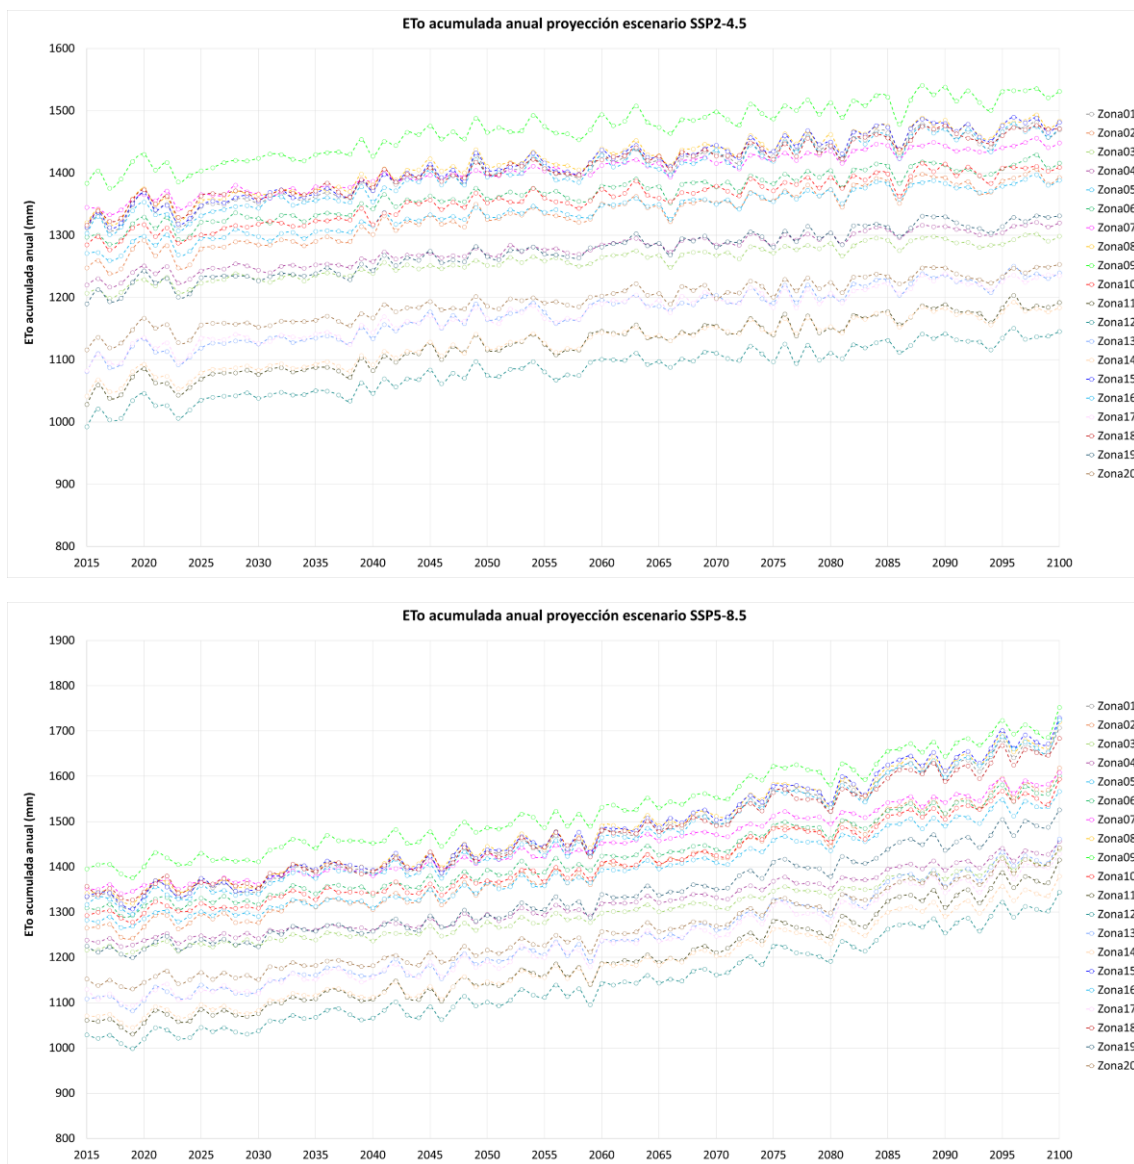 ETo acumulada anual proyección escenario SSP2-4.5
1600
1500
1400
1300
1200
1100
1000
900
800
ETo acumulada anual (mm)
2015 2020 2025 2030 2035 2040 2045 2050 2055 2060 2065 2070 2075 2080 2085 2090 2095 2100
Zona01
Zona02
Zona03
Zona04
Zona05
Zona06
Zona07
Zona08
Zona09
Zona10
Zona11
Zona12
Zona13
Zona14
Zona15
Zona16
Zona17
Zona18
Zona19
Zona20
ETo acumulada anual proyección escenario SSP5-8.5
1900
1800
1700
1600
1500
1400
1300
1200
1100
1000
900
800
ETo acumulada anual (mm)
2015 2020 2025 2030 2035 2040 2045 2050 2055 2060 2065 2070 2075 2080 2085 2090 2095 2100
Zona01
Zona02
Zona03
Zona04
Zona05
Zona06
Zona07
Zona08
Zona09
Zona10
Zona11
Zona12
Zona13
Zona14
Zona15
Zona16
Zona17
Zona18
Zona19
Zona20